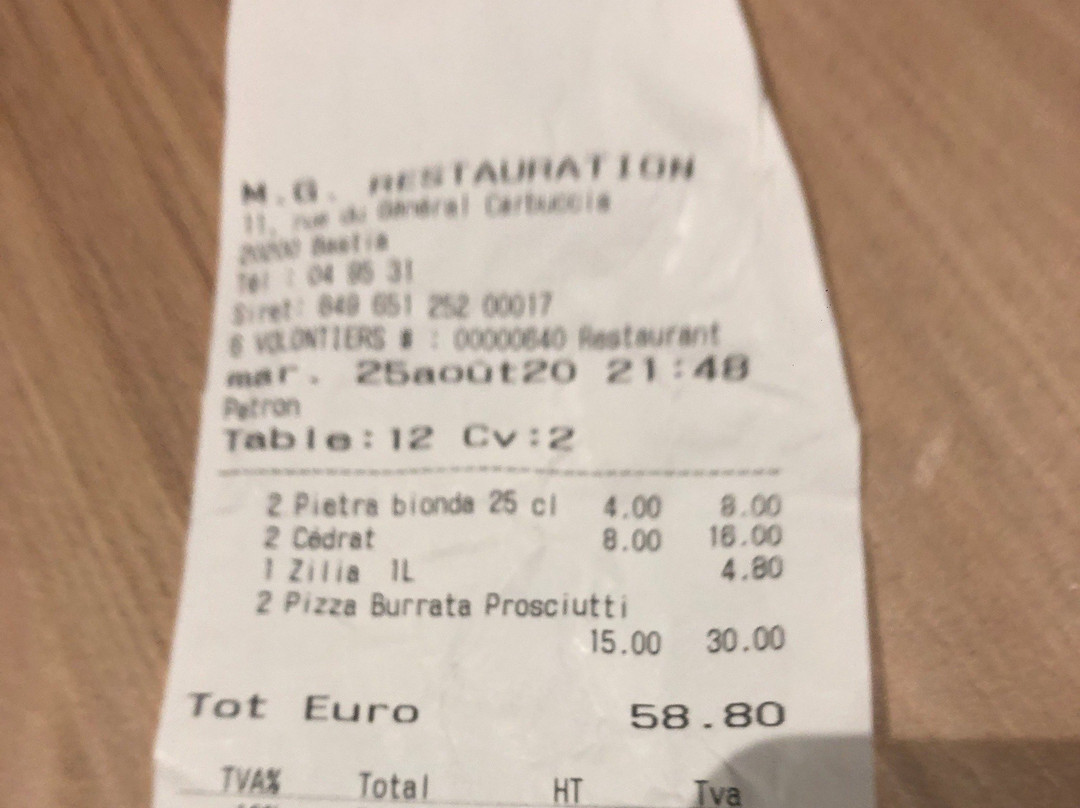 M.G. RESTAURATION
11, rue du Général Carbuccia
20200 Bastia
Tél : 04 95 31
Siret: 849 651 252 00017
6 VOLONTIERS # : 00000640 Restaurant
mar. 25août20 21:48
Patron
Table:12 Cv:2
2 Pietra bionda 25 cl 4.00 8.00
2 Cédrat 8.00 16.00
1 Zilia 1L 4.80
2 Pizza Burrata Prosciutti
15.00 30.00
Tot Euro 58.80
TVA% Total HT Tva